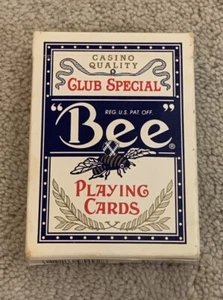 CASINO
QUALITY
CLUB SPECIAL
REG. U.S. PAT. OFF.
"Bee"®
PLAYING
CARDS